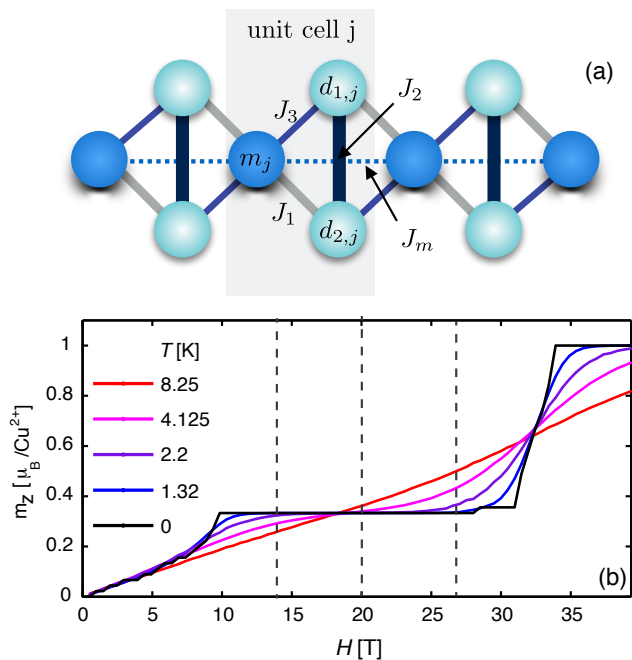 unit cell j
(a)
d1,j
J2
J3
mj
J1
d2,j
Jm
mz [ μB/Cu2+]
1
0.8
0.6
0.4
0.2
0
T [K]
8.25
4.125
2.2
1.32
0
(b)
0 5 10 15 20 25 30 35
H [T]